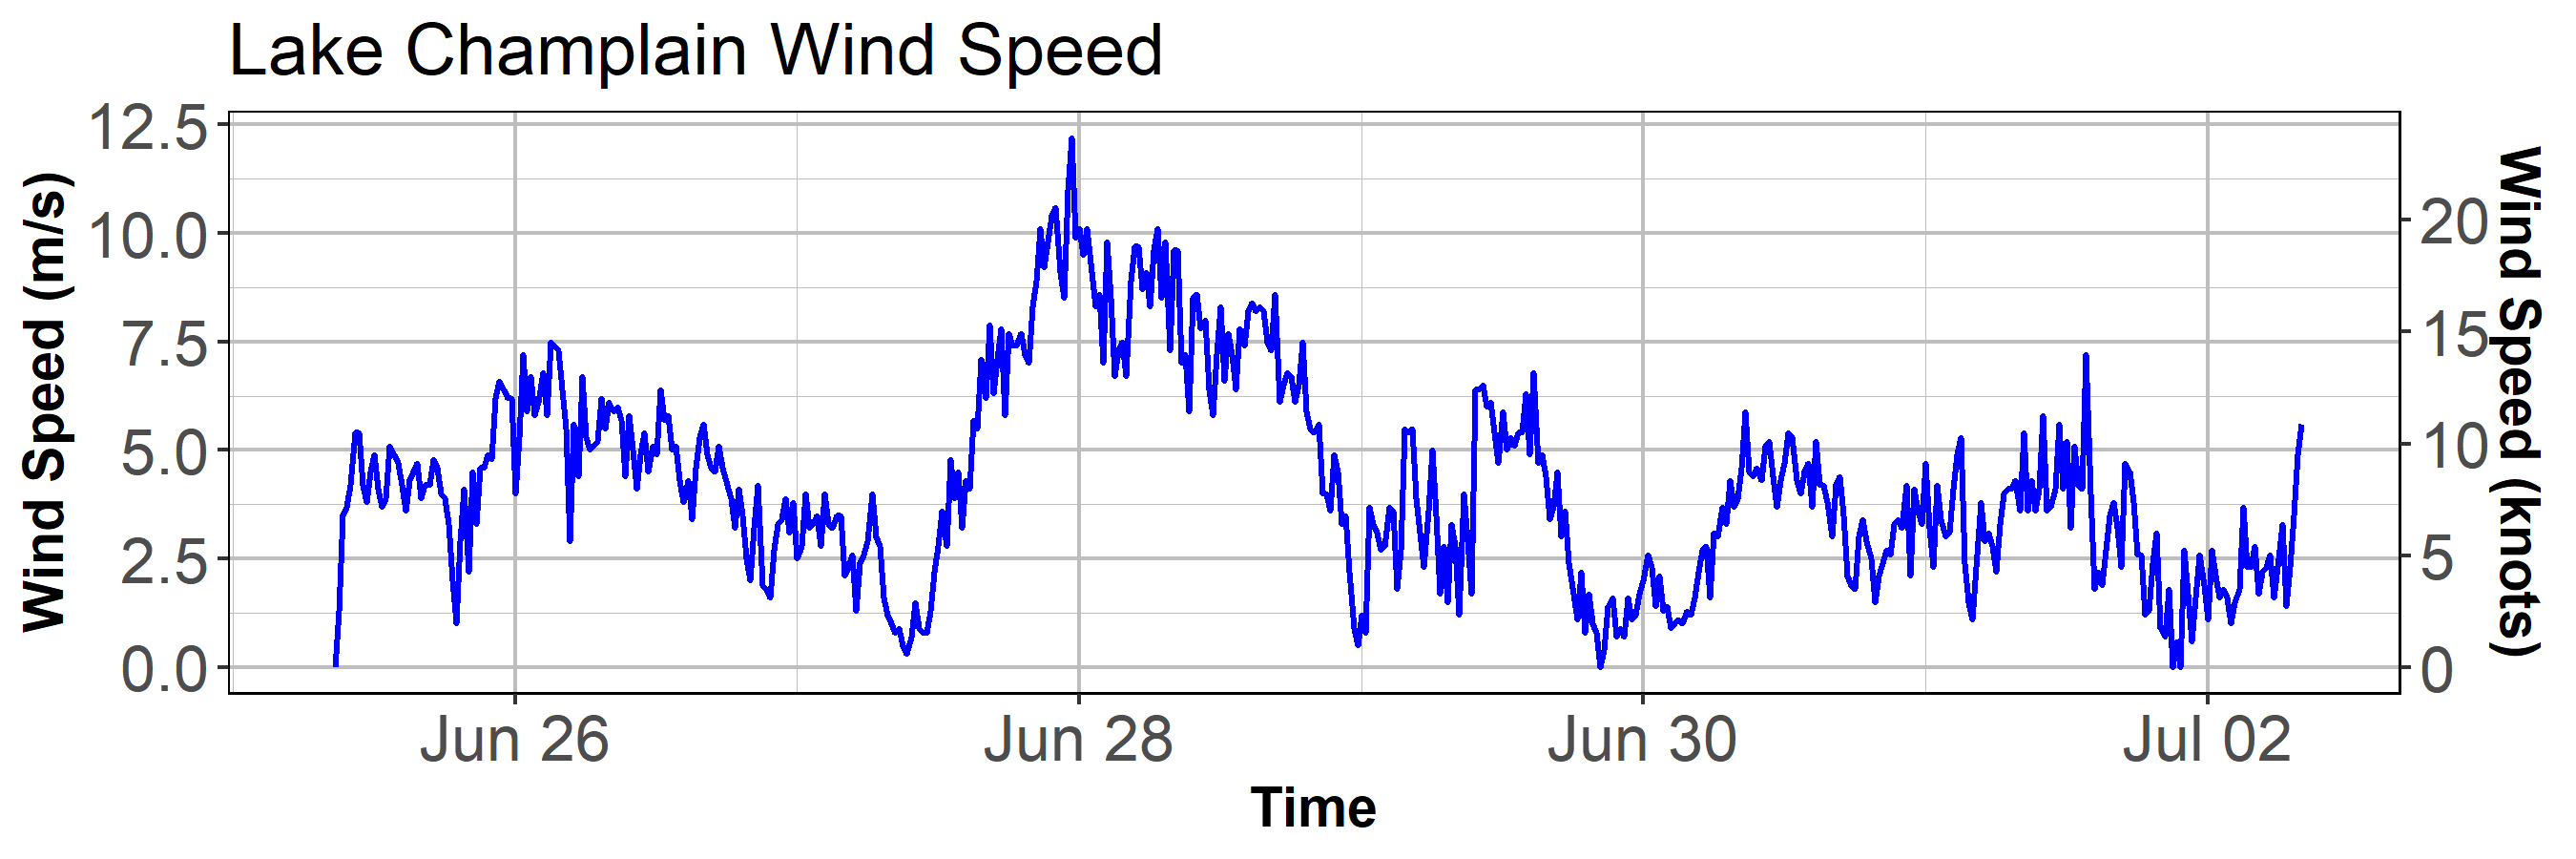 Lake Champlain Wind Speed
Wind Speed (m/s)
12.5
10.0
7.5
5.0
2.5
0.0
Wind Speed (knots)
20
15
10
5
0
Jun 26
Jun 28
Jun 30
Jul 02
Time